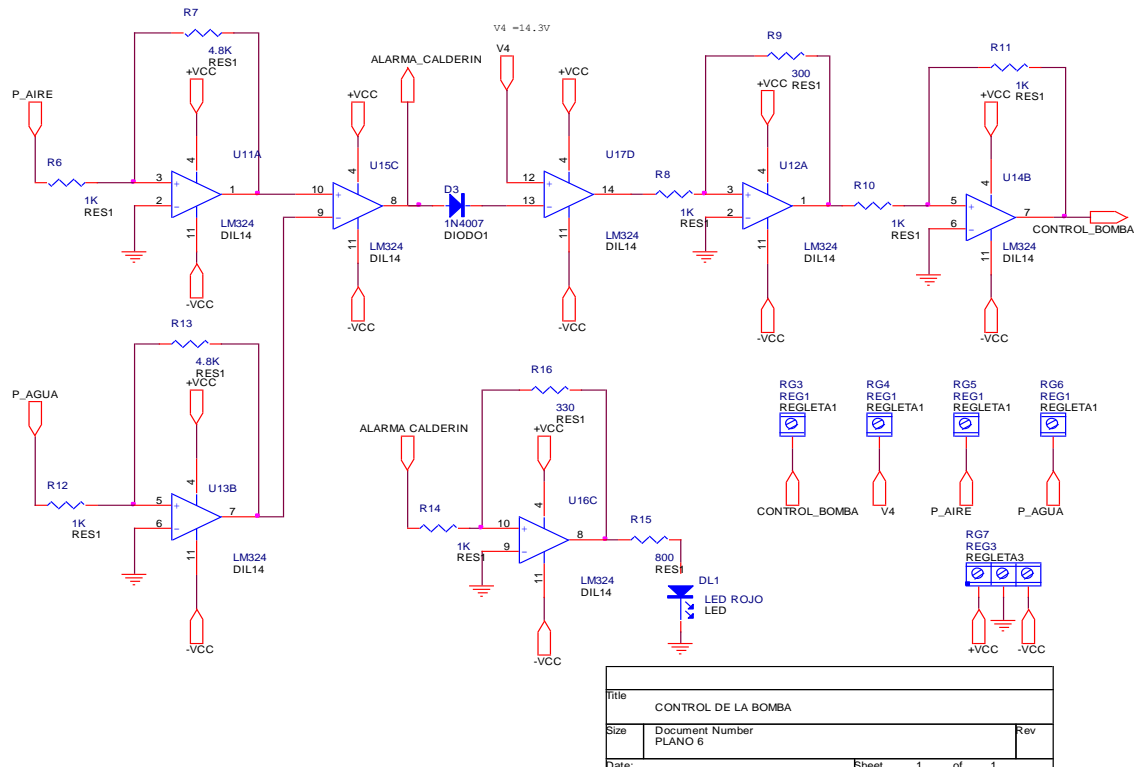 V4 =14.3V
R7
4.8K
RES1
+VCC
P_AIRE
R6
1K
RES1
3
2
4
11
1
U11A
LM324
DIL14
-VCC
ALARMA_CALDERIN
+VCC
U15C
10
9
4
11
8
LM324
DIL14
-VCC
D3
1N4007
DIODO1
V4
+VCC
U17D
12
13
4
11
14
LM324
DIL14
-VCC
R8
1K
RES1
R9
300
RES1
+VCC
U12A
3
2
4
11
1
LM324
DIL14
-VCC
R10
1K
RES1
R11
1K
RES1
+VCC
U14B
5
6
4
11
7
LM324
DIL14
-VCC
CONTROL_BOMBA
R13
4.8K
RES1
+VCC
P_AGUA
R12
1K
RES1
5
6
4
11
7
U13B
LM324
DIL14
-VCC
R16
330
RES1
+VCC
ALARMA CALDERIN
R14
1K
RES1
10
9
4
11
8
U16C
LM324
DIL14
-VCC
R15
800
RES1
DL1
LED ROJO
LED
RG3
REG1
REGLETA1
CONTROL_BOMBA
RG4
REG1
REGLETA1
V4
RG5
REG1
REGLETA1
P_AIRE
RG6
REG1
REGLETA1
P_AGUA
RG7
REG3
REGLETA3
+VCC
-VCC
Title
CONTROL DE LA BOMBA
Size
Document Number
Rev
PLANO 6
Date:
Sheet 1 of 1